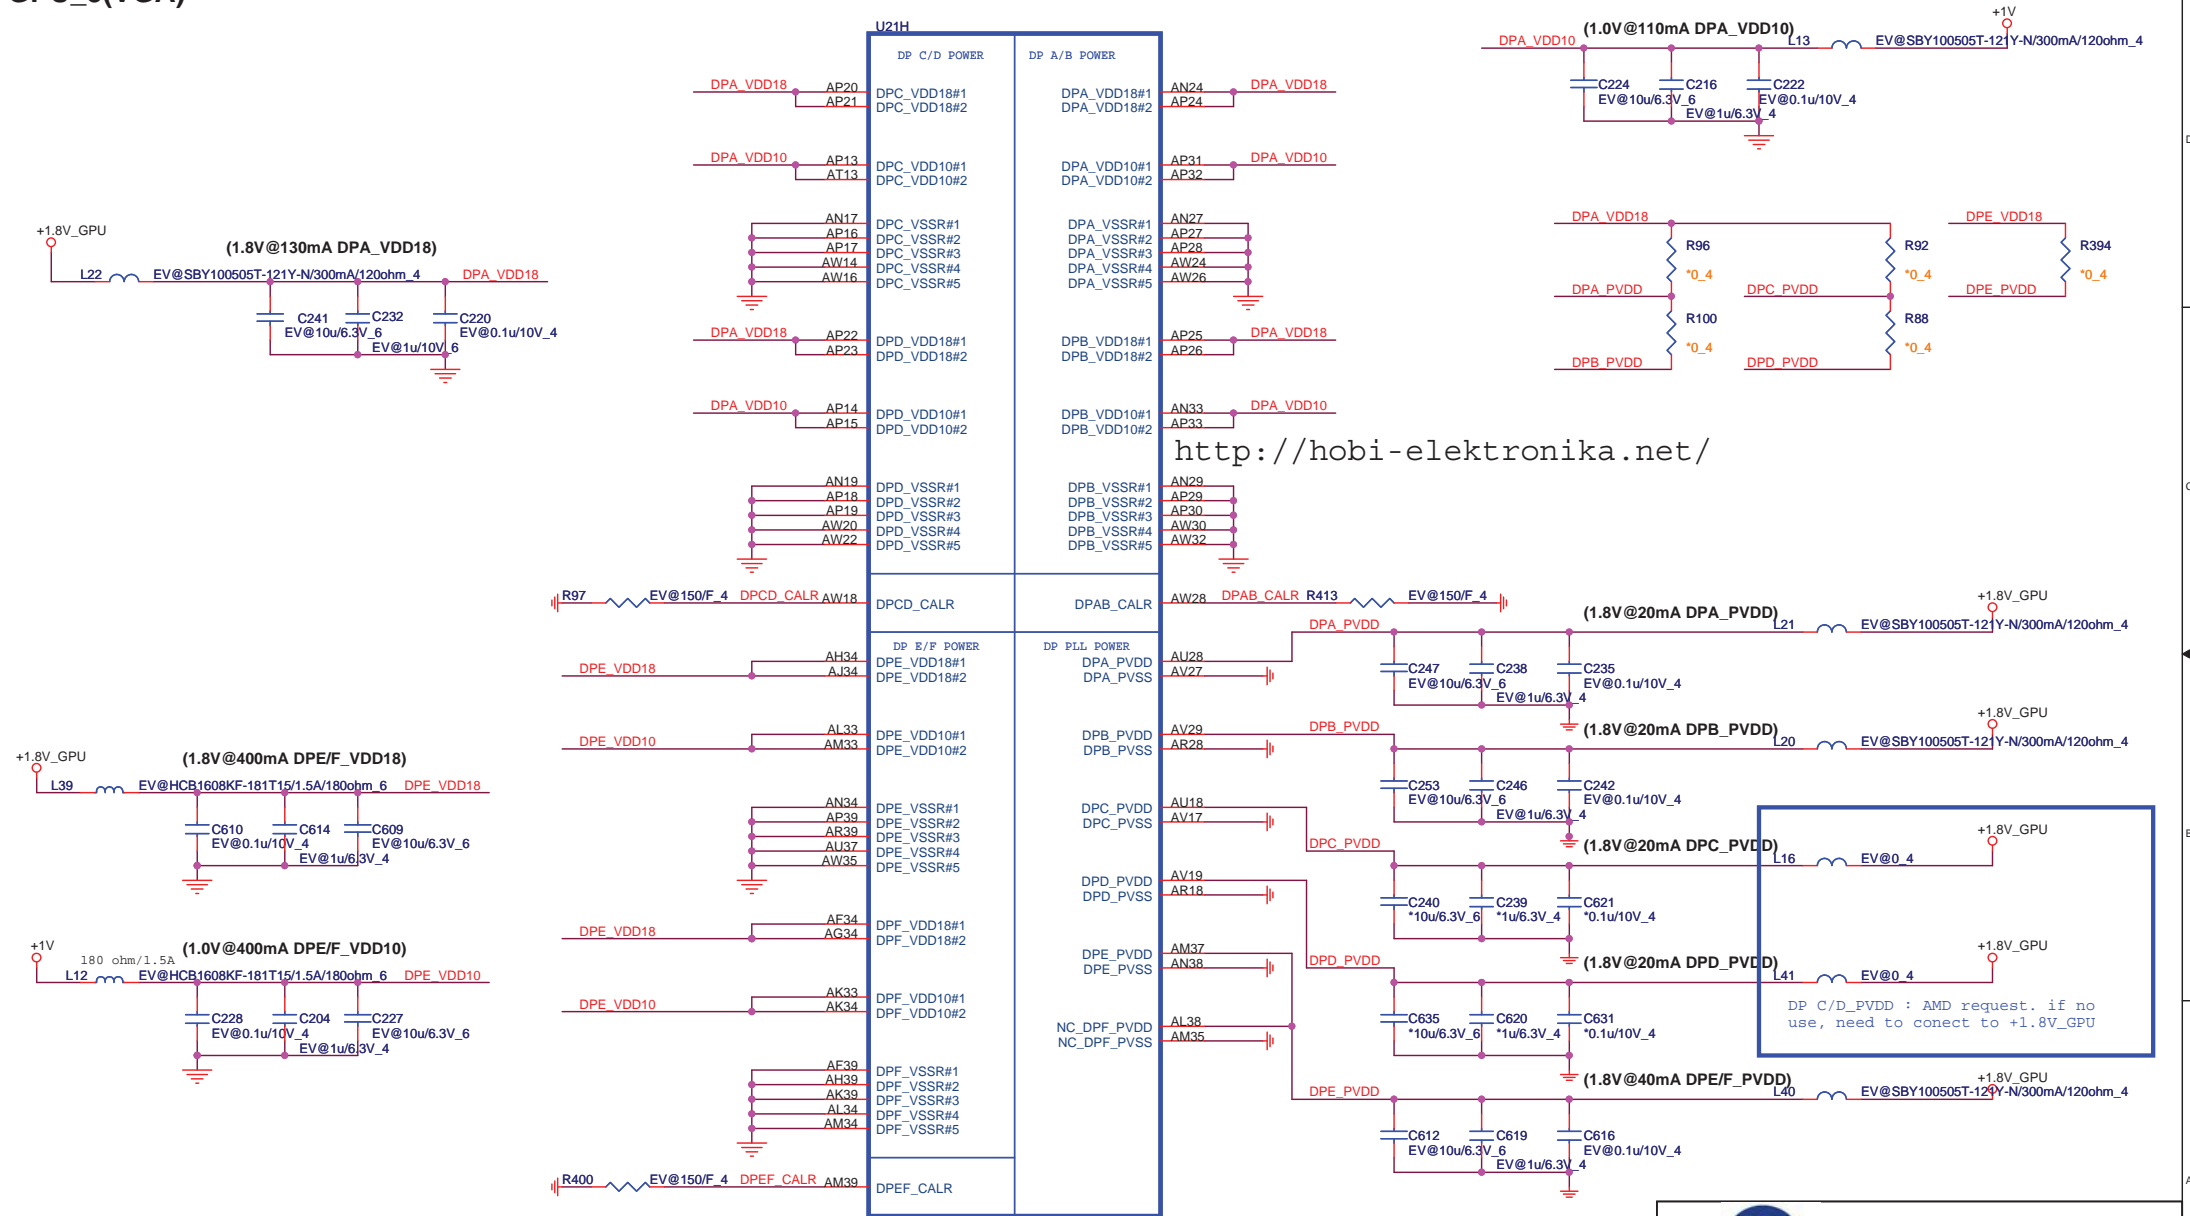 U21H
DP C/D POWER
DP A/B POWER
DPA_VDD18 AP20 DPC_VDD18#1
AP21 DPC_VDD18#2
DPA_VDD10 AP13 DPC_VDD10#1
AT13 DPC_VDD10#2
AN17 DPC_VSSR#1
AP16 DPC_VSSR#2
AP17 DPC_VSSR#3
AW14 DPC_VSSR#4
AW16 DPC_VSSR#5
DPA_VDD18 AP22 DPD_VDD18#1
AP23 DPD_VDD18#2
DPA_VDD10 AP14 DPD_VDD10#1
AP15 DPD_VDD10#2
AN19 DPD_VSSR#1
AP18 DPD_VSSR#2
AP19 DPD_VSSR#3
AW20 DPD_VSSR#4
AW22 DPD_VSSR#5
R97 EV@150/F_4 DPCD_CALR AW18 DPCD_CALR
DPA_VDD18#1 AN24 DPA_VDD18
DPA_VDD18#2 AP24
DPA_VDD10#1 AP31 DPA_VDD10
DPA_VDD10#2 AP32
DPA_VSSR#1 AN27
DPA_VSSR#2 AP27
DPA_VSSR#3 AP28
DPA_VSSR#4 AW24
DPA_VSSR#5 AW26
DPB_VDD18#1 AP25 DPA_VDD18
DPB_VDD18#2 AP26
DPB_VDD10#1 AN33 DPA_VDD10
DPB_VDD10#2 AP33
http://hobi-elektronika.net/
DPB_VSSR#1 AN29
DPB_VSSR#2 AP29
DPB_VSSR#3 AP30
DPB_VSSR#4 AW30
DPB_VSSR#5 AW32
DPAB_CALR AW28 DPAB_CALR R413 EV@150/F_4
DP E/F POWER
DPE_VDD18 AH34 DPE_VDD18#1
AJ34 DPE_VDD18#2
DPE_VDD10 AL33 DPE_VDD10#1
AM33 DPE_VDD10#2
AN34 DPE_VSSR#1
AP39 DPE_VSSR#2
AR39 DPE_VSSR#3
AU37 DPE_VSSR#4
AW35 DPE_VSSR#5
DPE_VDD18 AF34 DPF_VDD18#1
AG34 DPF_VDD18#2
DPE_VDD10 AK33 DPF_VDD10#1
AK34 DPF_VDD10#2
AF39 DPF_VSSR#1
AH39 DPF_VSSR#2
AK39 DPF_VSSR#3
AL34 DPF_VSSR#4
AM34 DPF_VSSR#5
R400 EV@150/F_4 DPEF_CALR AM39 DPEF_CALR
DP PLL POWER
DPA_PVDD AU28 DPA_PVDD
DPA_PVSS AV27
DPB_PVDD AV29 DPB_PVDD
DPB_PVSS AR28
DPC_PVDD AU18 DPC_PVDD
DPC_PVSS AV17
DPD_PVDD AV19 DPD_PVDD
DPD_PVSS AR18
DPE_PVDD AM37 DPE_PVDD
DPE_PVSS AN38
NC_DPF_PVDD AL38
NC_DPF_PVSS AM35
+1.8V_GPU
(1.8V@130mA DPA_VDD18)
L22 EV@SBY100505T-121Y-N/300mA/120ohm_4 DPA_VDD18
C241 EV@10u/6.3V_6
C232 EV@1u/10V_6
C220 EV@0.1u/10V_4
+1.8V_GPU
(1.8V@400mA DPE/F_VDD18)
L39 EV@HCB1608KF-181T15/1.5A/180ohm_6 DPE_VDD18
C610 EV@0.1u/10V_4
C614 EV@1u/6.3V_4
C609 EV@10u/6.3V_6
+1V
(1.0V@400mA DPE/F_VDD10)
180 ohm/1.5A
L12 EV@HCB1608KF-181T15/1.5A/180ohm_6 DPE_VDD10
C228 EV@0.1u/10V_4
C204 EV@1u/6.3V_4
C227 EV@10u/6.3V_6
+1V
(1.0V@110mA DPA_VDD10)
DPA_VDD10 L13 EV@SBY100505T-121Y-N/300mA/120ohm_4
C224 EV@10u/6.3V_6
C216 EV@1u/6.3V_4
C222 EV@0.1u/10V_4
DPA_VDD18 DPE_VDD18
R96 *0_4
R92 *0_4
R394 *0_4
DPA_PVDD DPC_PVDD DPE_PVDD
R100 *0_4
R88 *0_4
DPB_PVDD DPD_PVDD
+1.8V_GPU
(1.8V@20mA DPA_PVDD)
L21 EV@SBY100505T-121Y-N/300mA/120ohm_4
C247 EV@10u/6.3V_6
C238 EV@1u/6.3V_4
C235 EV@0.1u/10V_4
+1.8V_GPU
(1.8V@20mA DPB_PVDD)
L20 EV@SBY100505T-121Y-N/300mA/120ohm_4
C253 EV@10u/6.3V_6
C246 EV@1u/6.3V_4
C242 EV@0.1u/10V_4
+1.8V_GPU
(1.8V@20mA DPC_PVDD)
L16 EV@0_4
C240 *10u/6.3V_6
C239 *1u/6.3V_4
C621 *0.1u/10V_4
+1.8V_GPU
(1.8V@20mA DPD_PVDD)
L41 EV@0_4
DP C/D_PVDD : AMD request. if no
use, need to conect to +1.8V_GPU
C635 *10u/6.3V_6
C620 *1u/6.3V_4
C631 *0.1u/10V_4
+1.8V_GPU
(1.8V@40mA DPE/F_PVDD)
L40 EV@SBY100505T-121Y-N/300mA/120ohm_4
C612 EV@10u/6.3V_6
C619 EV@1u/6.3V_4
C616 EV@0.1u/10V_4